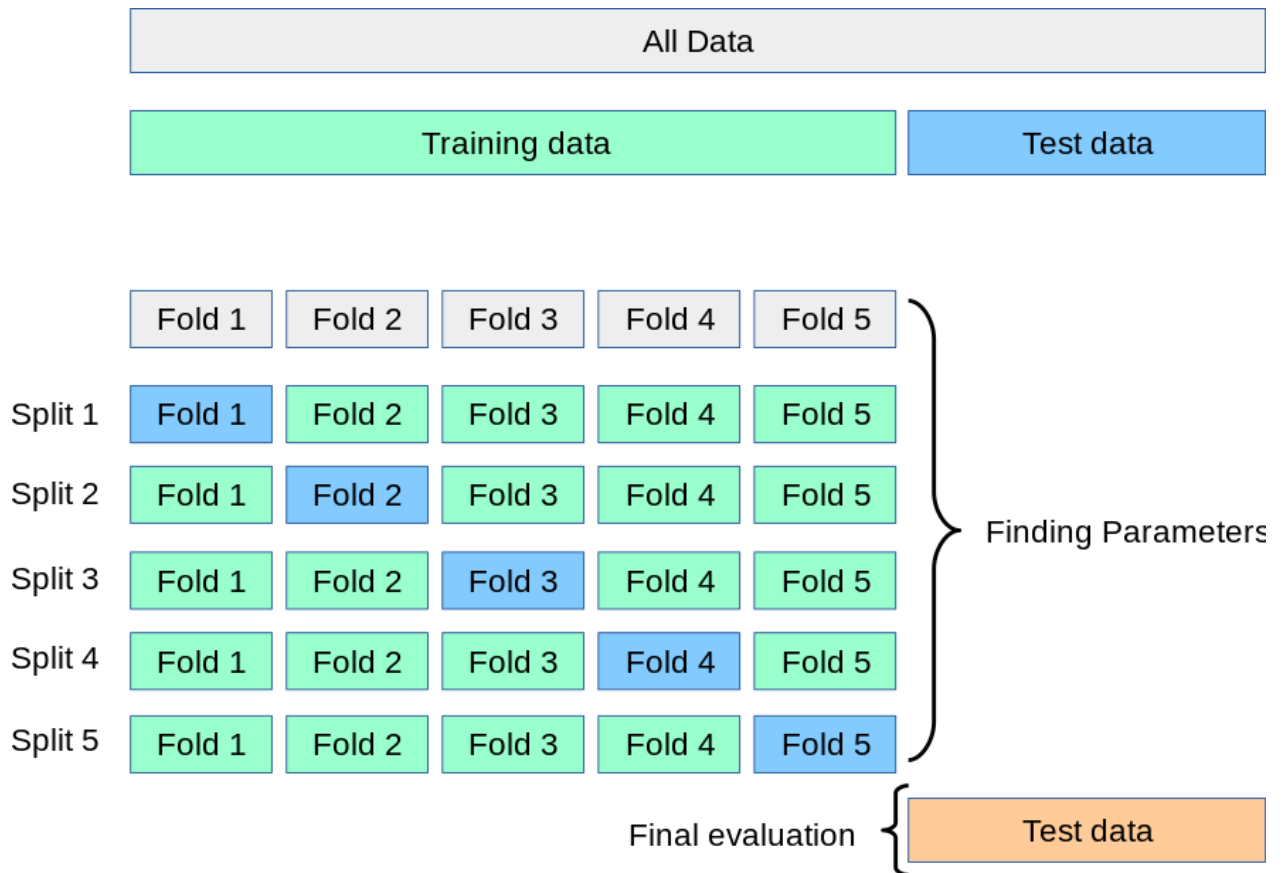 All Data
Training data Test data
Fold 1 Fold 2 Fold 3 Fold 4 Fold 5
Split 1 Fold 1 Fold 2 Fold 3 Fold 4 Fold 5
Split 2 Fold 1 Fold 2 Fold 3 Fold 4 Fold 5
Finding Parameters
Split 3 Fold 1 Fold 2 Fold 3 Fold 4 Fold 5
Split 4 Fold 1 Fold 2 Fold 3 Fold 4 Fold 5
Split 5 Fold 1 Fold 2 Fold 3 Fold 4 Fold 5
Final evaluation Test data